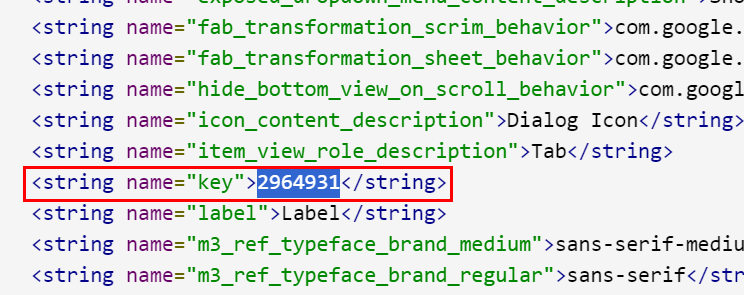 <string name="exposed_dropdown_menu_content_description">Sho
<string name="fab_transformation_scrim_behavior">com.google.
<string name="fab_transformation_sheet_behavior">com.google.
<string name="hide_bottom_view_on_scroll_behavior">com.googl
<string name="icon_content_description">Dialog Icon</string>
<string name="item_view_role_description">Tab</string>
<string name="key">2964931</string>
<string name="label">Label</string>
<string name="m3_ref_typeface_brand_medium">sans-serif-mediu
<string name="m3_ref_typeface_brand_regular">sans-serif</str